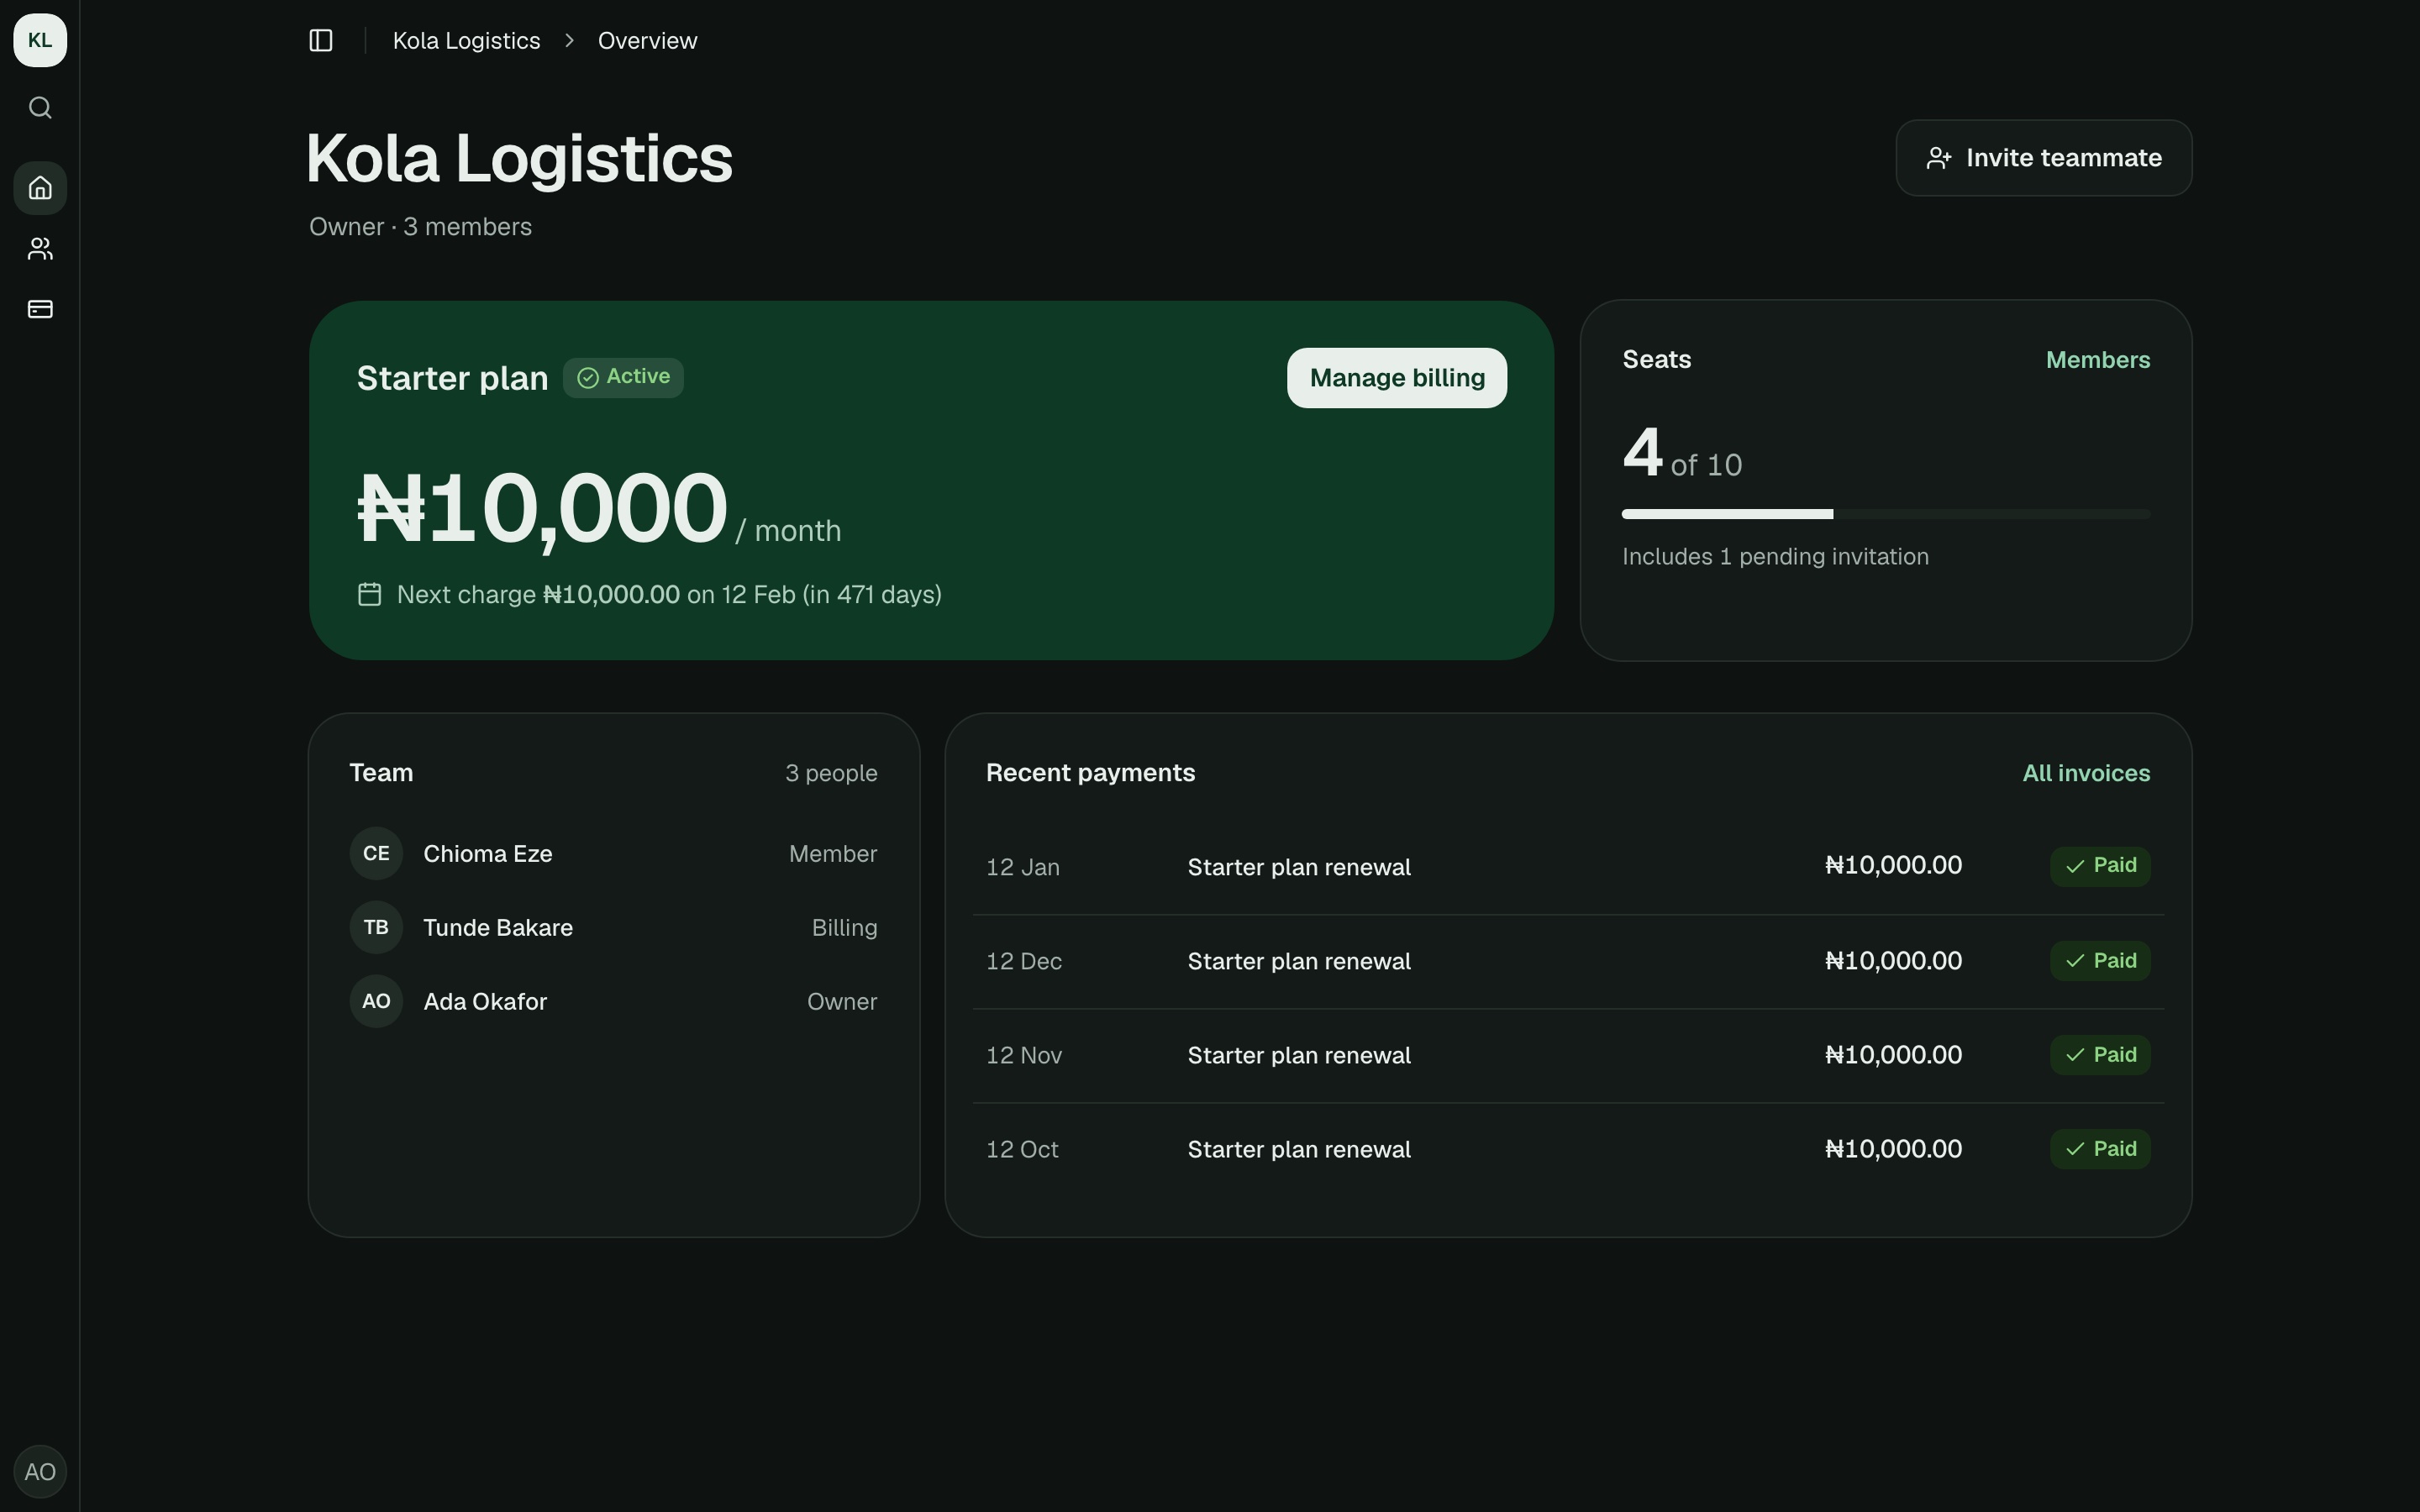 KL
Kola Logistics > Overview
Kola Logistics
Invite teammate
Owner · 3 members
Starter plan Active
Manage billing
₦10,000 / month
Next charge ₦10,000.00 on 12 Feb (in 471 days)
Seats Members
4 of 10
Includes 1 pending invitation
Team 3 people
CE Chioma Eze Member
TB Tunde Bakare Billing
AO Ada Okafor Owner
Recent payments All invoices
12 Jan Starter plan renewal ₦10,000.00 Paid
12 Dec Starter plan renewal ₦10,000.00 Paid
12 Nov Starter plan renewal ₦10,000.00 Paid
12 Oct Starter plan renewal ₦10,000.00 Paid
AO